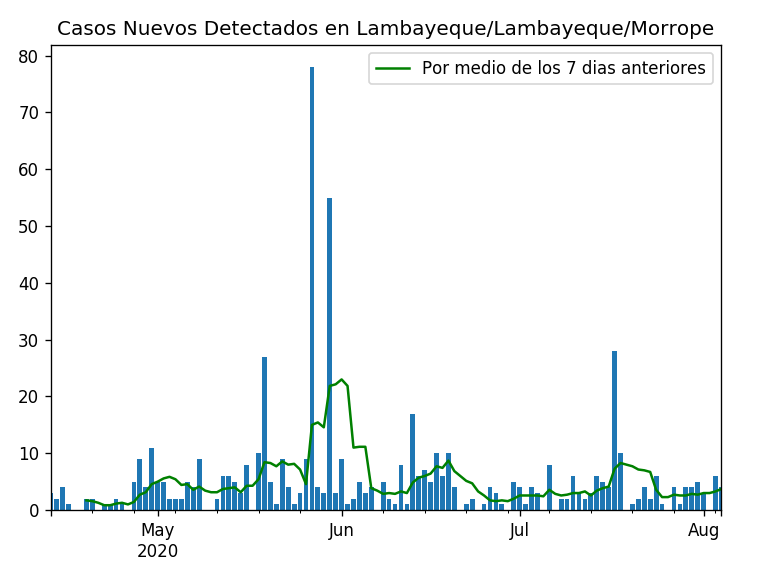 Casos Nuevos Detectados en Lambayeque/Lambayeque/Morrope
Por medio de los 7 dias anteriores
80
70
60
50
40
30
20
10
0
May
2020
Jun
Jul
Aug